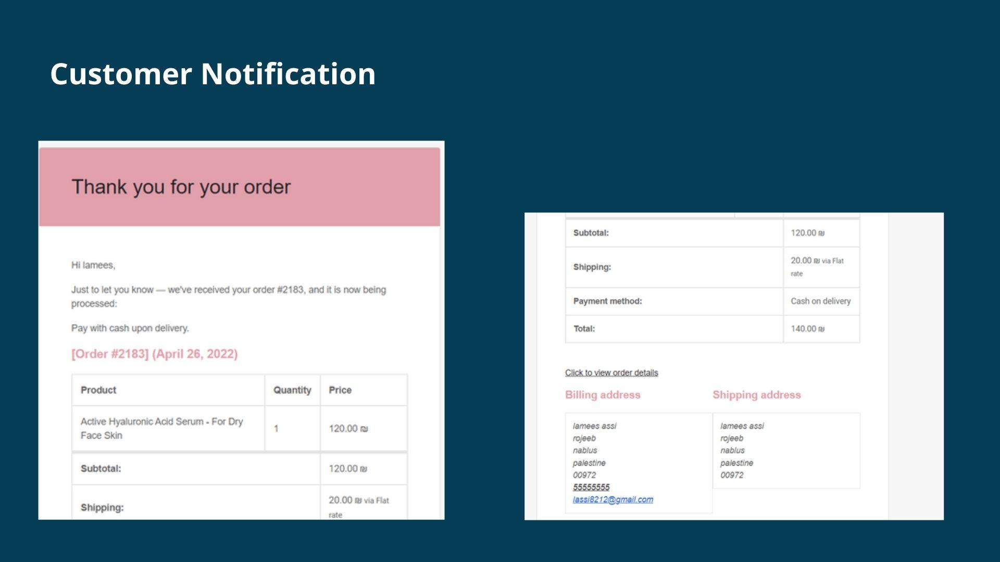 Customer Notification
Thank you for your order
Hi lamees,
Just to let you know — we've received your order #2183, and it is now being
processed:
Pay with cash upon delivery.
[Order #2183] (April 26, 2022)
Product Quantity Price
Active Hyaluronic Acid Serum - For Dry
Face Skin
1 120.00 ₪
Subtotal: 120.00 ₪
Shipping: 20.00 ₪ via Flat
rate
Subtotal: 120.00 ₪
Shipping: 20.00 ₪ via Flat
rate
Payment method: Cash on delivery
Total: 140.00 ₪
Click to view order details
Billing address
lamees assi
rojeeb
nablus
palestine
00972
55555555
lassi8212@gmail.com
Shipping address
lamees assi
rojeeb
nablus
palestine
00972